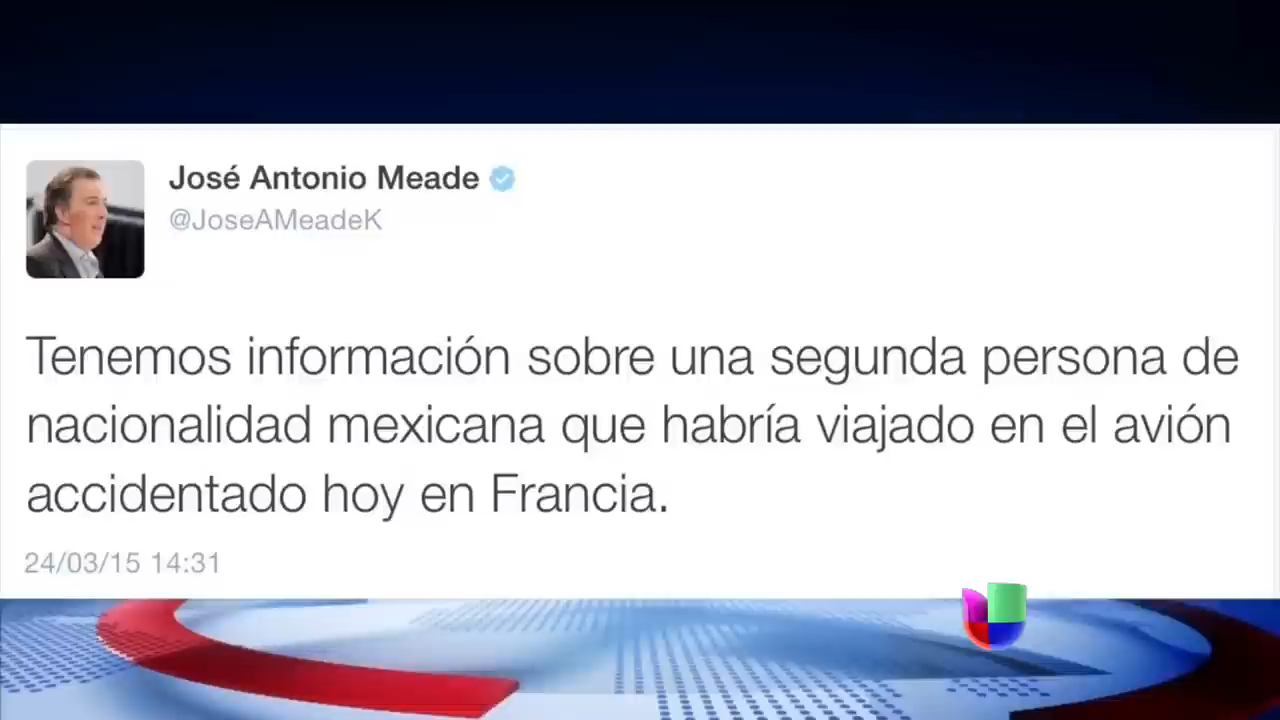 José Antonio Meade
@JoseAMeadeK
Tenemos información sobre una segunda persona de
nacionalidad mexicana que habría viajado en el avión
accidentado hoy en Francia.
24/03/15 14:31